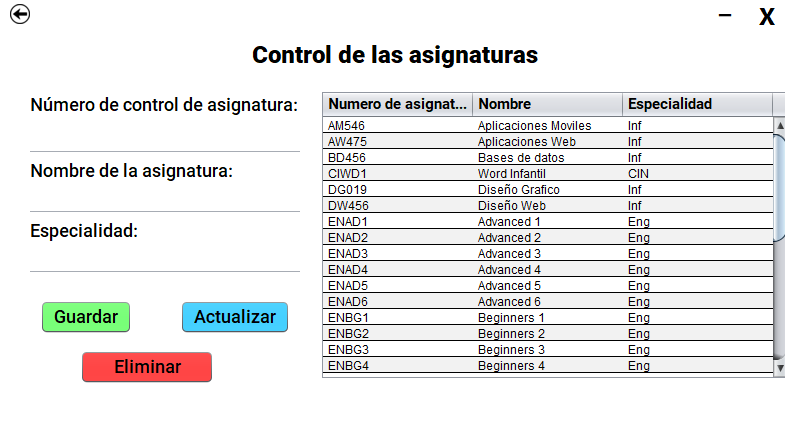 – X
Control de las asignaturas
Número de control de asignatura:
Nombre de la asignatura:
Especialidad:
Guardar Actualizar
Eliminar
Numero de asignat... Nombre Especialidad
AM546 Aplicaciones Moviles Inf
AW475 Aplicaciones Web Inf
BD456 Bases de datos Inf
CIWD1 Word Infantil CIN
DG019 Diseño Grafico Inf
DW456 Diseño Web Inf
ENAD1 Advanced 1 Eng
ENAD2 Advanced 2 Eng
ENAD3 Advanced 3 Eng
ENAD4 Advanced 4 Eng
ENAD5 Advanced 5 Eng
ENAD6 Advanced 6 Eng
ENBG1 Beginners 1 Eng
ENBG2 Beginners 2 Eng
ENBG3 Beginners 3 Eng
ENBG4 Beginners 4 Eng